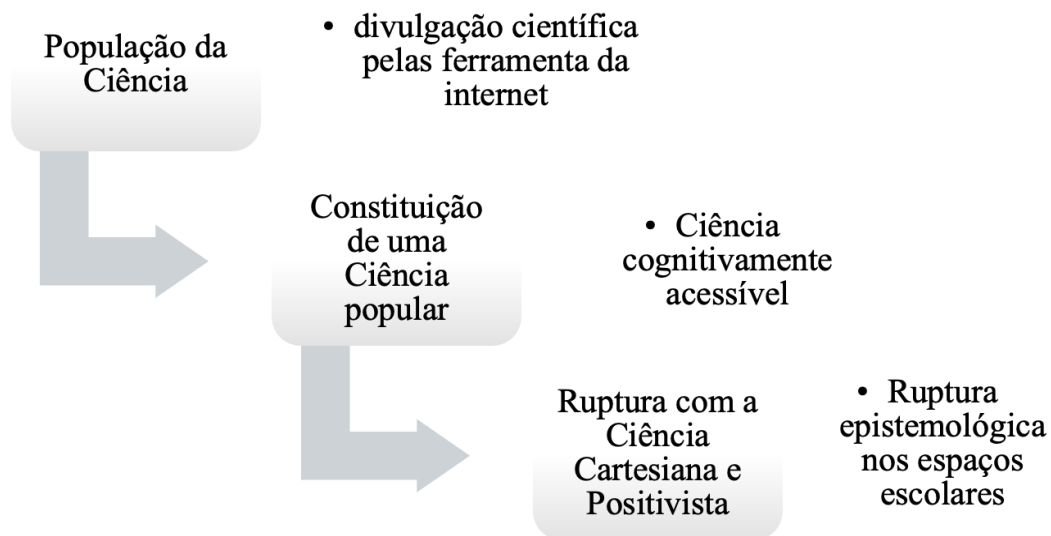 População da
Ciência
• divulgação científica
pelas ferramenta da
internet
Constituição
de uma
Ciência
popular
• Ciência
cognitivamente
acessível
Ruptura com a
Ciência
Cartesiana e
Positivista
• Ruptura
epistemológica
nos espaços
escolares